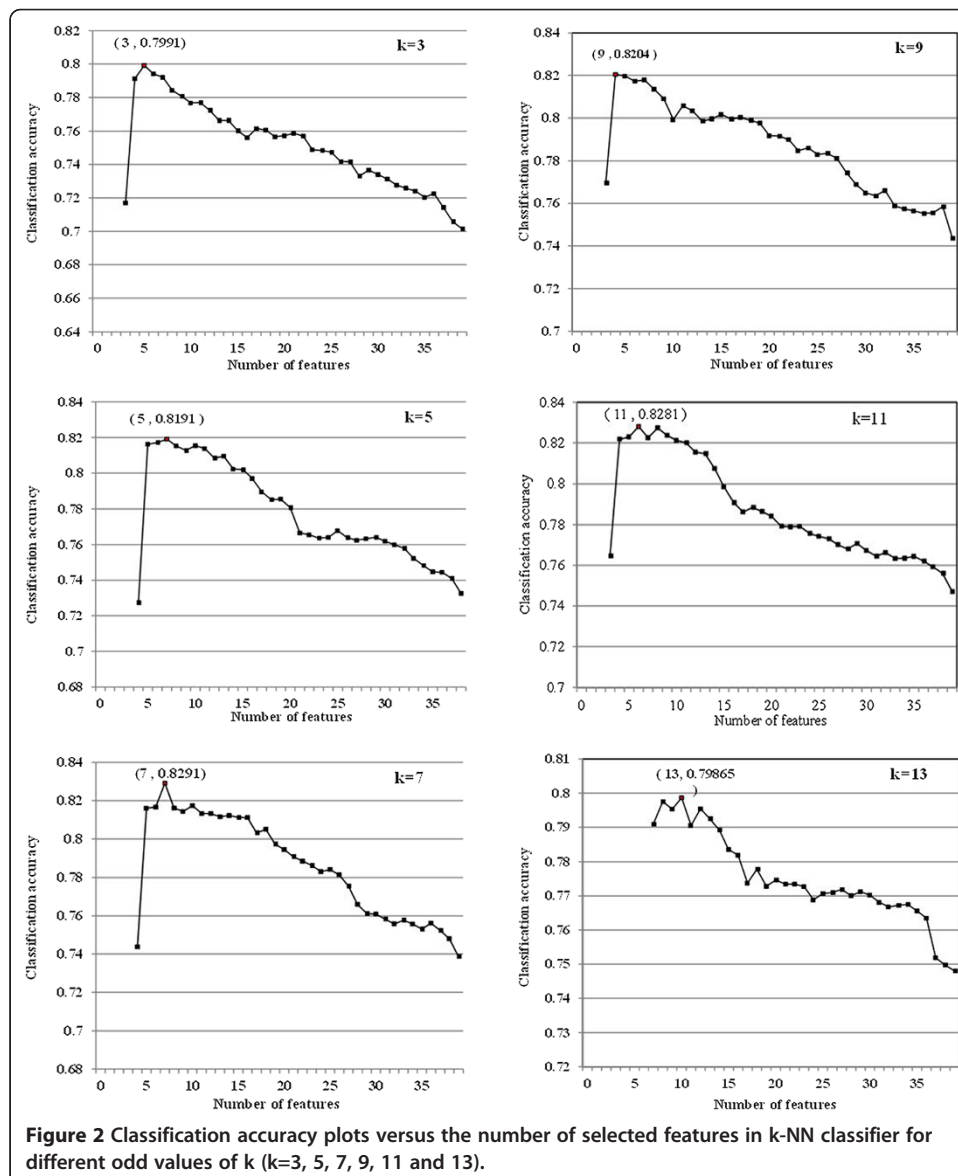 ( 3 , 0.7991)
k=3
0.82
0.8
0.78
0.76
0.74
0.72
0.7
0.68
0.66
0.64
Classification accuracy
0 5 10 15 20 25 30 35
Number of features
(9 ,0.8204)
k=9
0.84
0.82
0.8
0.78
0.76
0.74
0.72
0.7
Classification accuracy
0 5 10 15 20 25 30 35
Number of features
(5 , 0.8191 )
k=5
0.84
0.82
0.8
0.78
0.76
0.74
0.72
0.7
0.68
Classification accuracy
0 5 10 15 20 25 30 35
Number of features
( 11 , 0.8281)
k=11
0.84
0.82
0.8
0.78
0.76
0.74
0.72
0.7
Classification accuracy
0 5 10 15 20 25 30 35
Number of features
(7 , 0.8291)
k=7
0.84
0.82
0.8
0.78
0.76
0.74
0.72
0.7
0.68
Classification accuracy
0 5 10 15 20 25 30 35
Number of features
( 13, 0.79865
)
k=13
0.81
0.8
0.79
0.78
0.77
0.76
0.75
0.74
0.73
0.72
Classification accuracy
0 5 10 15 20 25 30 35
Number of features
Figure 2 Classification accuracy plots versus the number of selected features in k-NN classifier for
different odd values of k (k=3, 5, 7, 9, 11 and 13).